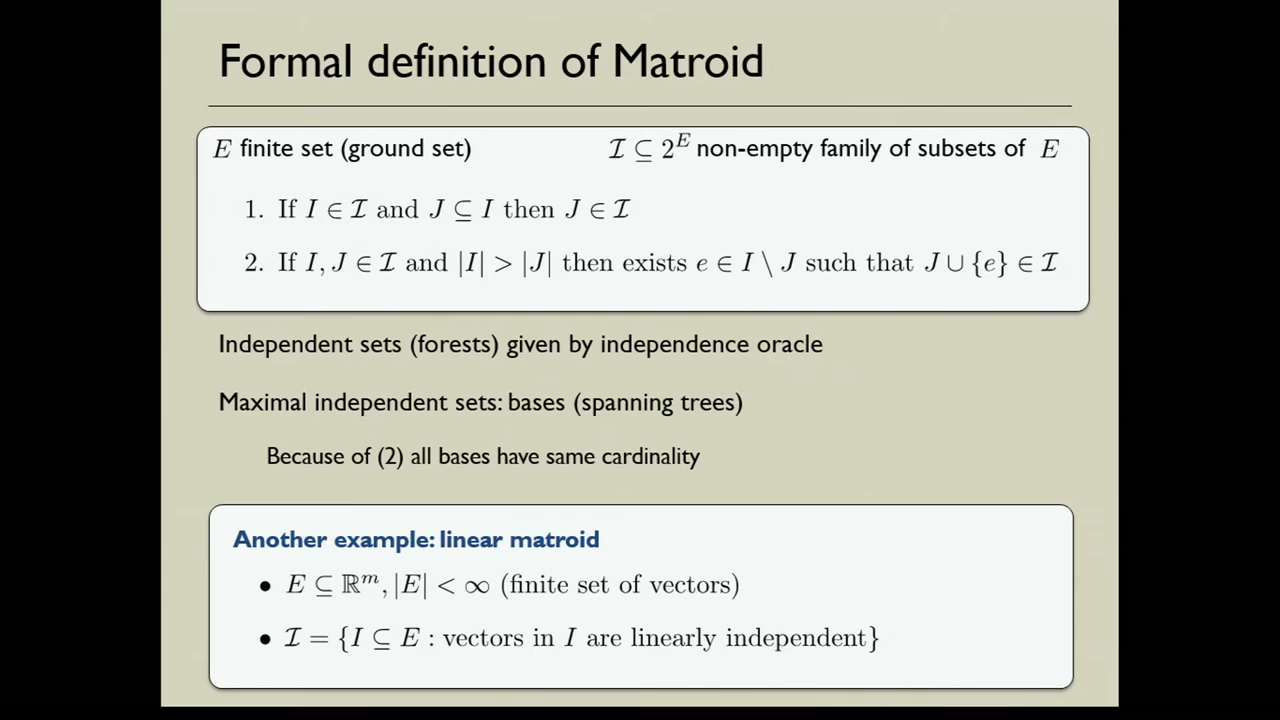 Formal definition of Matroid
E finite set (ground set) ℐ ⊆ 2^E non-empty family of subsets of E
1. If I ∈ ℐ and J ⊆ I then J ∈ ℐ
2. If I, J ∈ ℐ and |I| > |J| then exists e ∈ I \ J such that J ∪ {e} ∈ ℐ
Independent sets (forests) given by independence oracle
Maximal independent sets: bases (spanning trees)
Because of (2) all bases have same cardinality
Another example: linear matroid
• E ⊆ ℝ^m, |E| < ∞ (finite set of vectors)
• ℐ = {I ⊆ E : vectors in I are linearly independent}